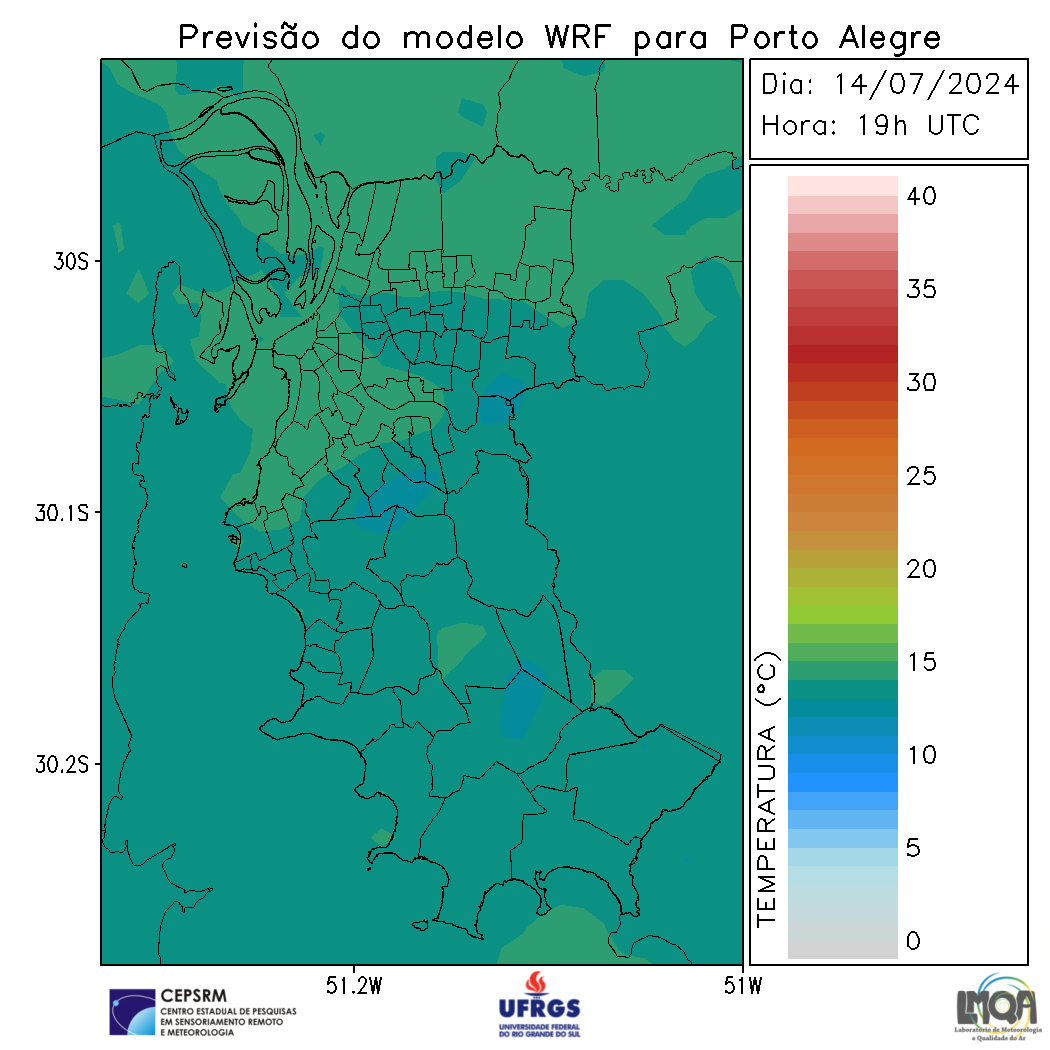 Previsão do modelo WRF para Porto Alegre
Dia: 14/07/2024
Hora: 19h UTC
40
35
30
25
20
15
10
5
0
TEMPERATURA (°C)
30S
30.1S
30.2S
51.2W
51W
CEPSRM
CENTRO ESTADUAL DE PESQUISAS
EM SENSORIAMENTO REMOTO
E METEOROLOGIA
UFRGS
UNIVERSIDADE FEDERAL
DO RIO GRANDE DO SUL
LMQA
Laboratório de Meteorologia
e Qualidade do Ar